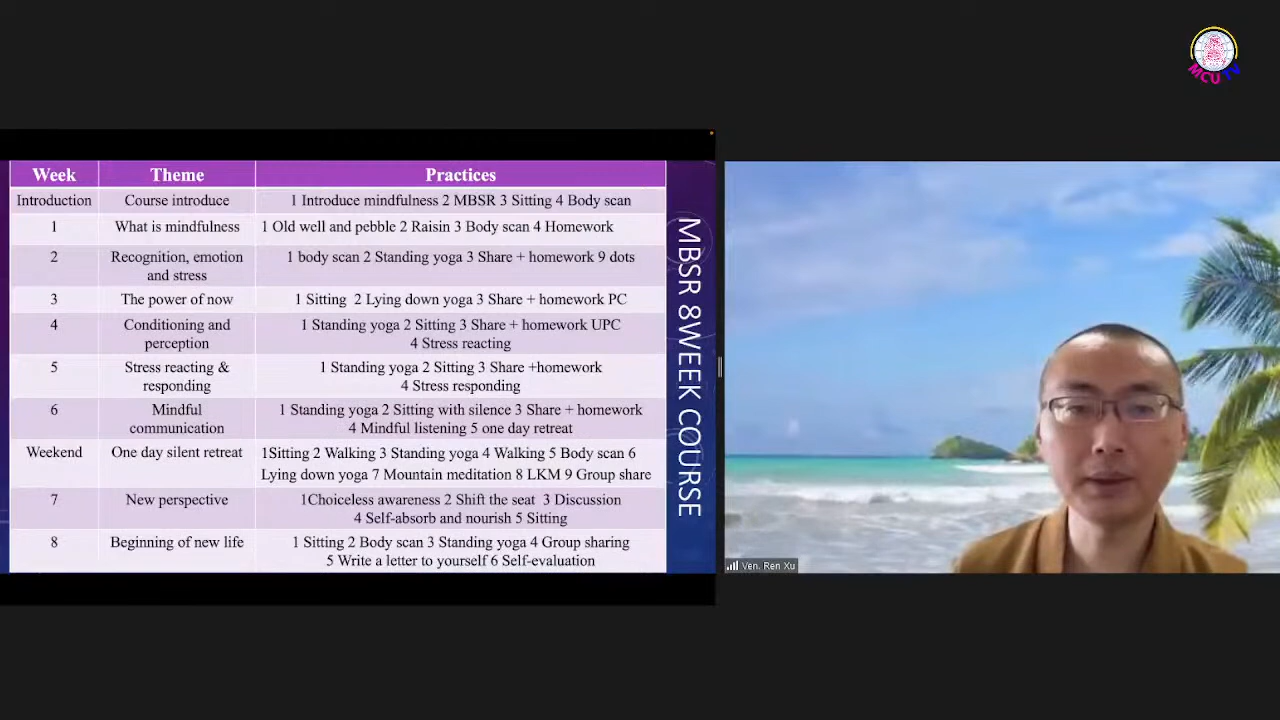 MCU TV
Week Theme Practices
Introduction Course introduce 1 Introduce mindfulness 2 MBSR 3 Sitting 4 Body scan
1 What is mindfulness 1 Old well and pebble 2 Raisin 3 Body scan 4 Homework
2 Recognition, emotion 1 body scan 2 Standing yoga 3 Share + homework 9 dots
and stress
3 The power of now 1 Sitting 2 Lying down yoga 3 Share + homework PC
4 Conditioning and 1 Standing yoga 2 Sitting 3 Share + homework UPC
perception 4 Stress reacting
5 Stress reacting & 1 Standing yoga 2 Sitting 3 Share +homework
responding 4 Stress responding
6 Mindful 1 Standing yoga 2 Sitting with silence 3 Share + homework
communication 4 Mindful listening 5 one day retreat
Weekend One day silent retreat 1Sitting 2 Walking 3 Standing yoga 4 Walking 5 Body scan 6
Lying down yoga 7 Mountain meditation 8 LKM 9 Group share
7 New perspective 1Choiceless awareness 2 Shift the seat 3 Discussion
4 Self-absorb and nourish 5 Sitting
8 Beginning of new life 1 Sitting 2 Body scan 3 Standing yoga 4 Group sharing
5 Write a letter to yourself 6 Self-evaluation
MBSR 8WEEK COURSE
Ven. Ren Xu